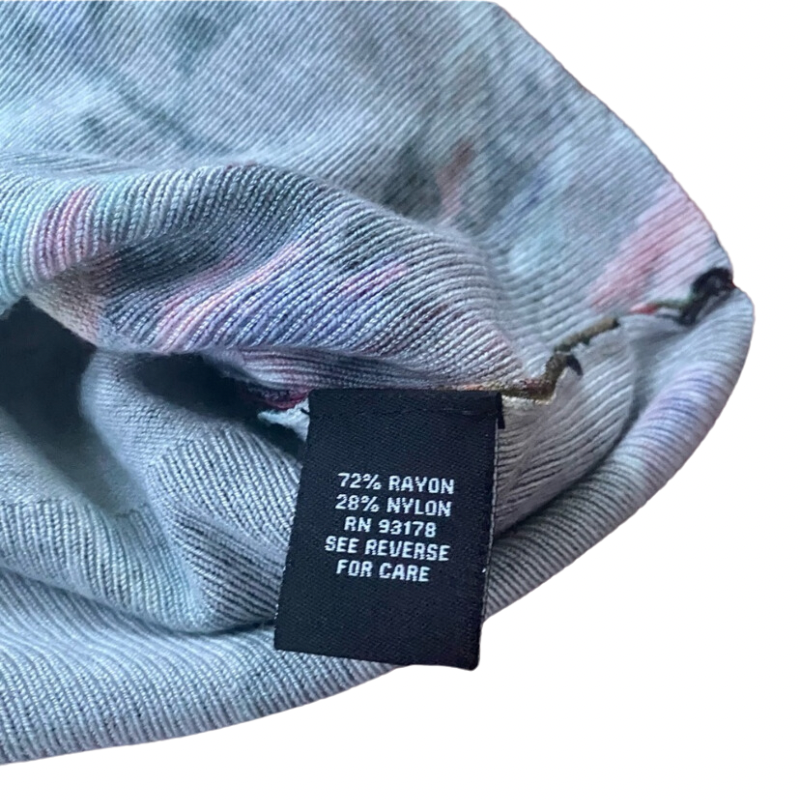 72% RAYON
28% NYLON
RN 93178
SEE REVERSE
FOR CARE